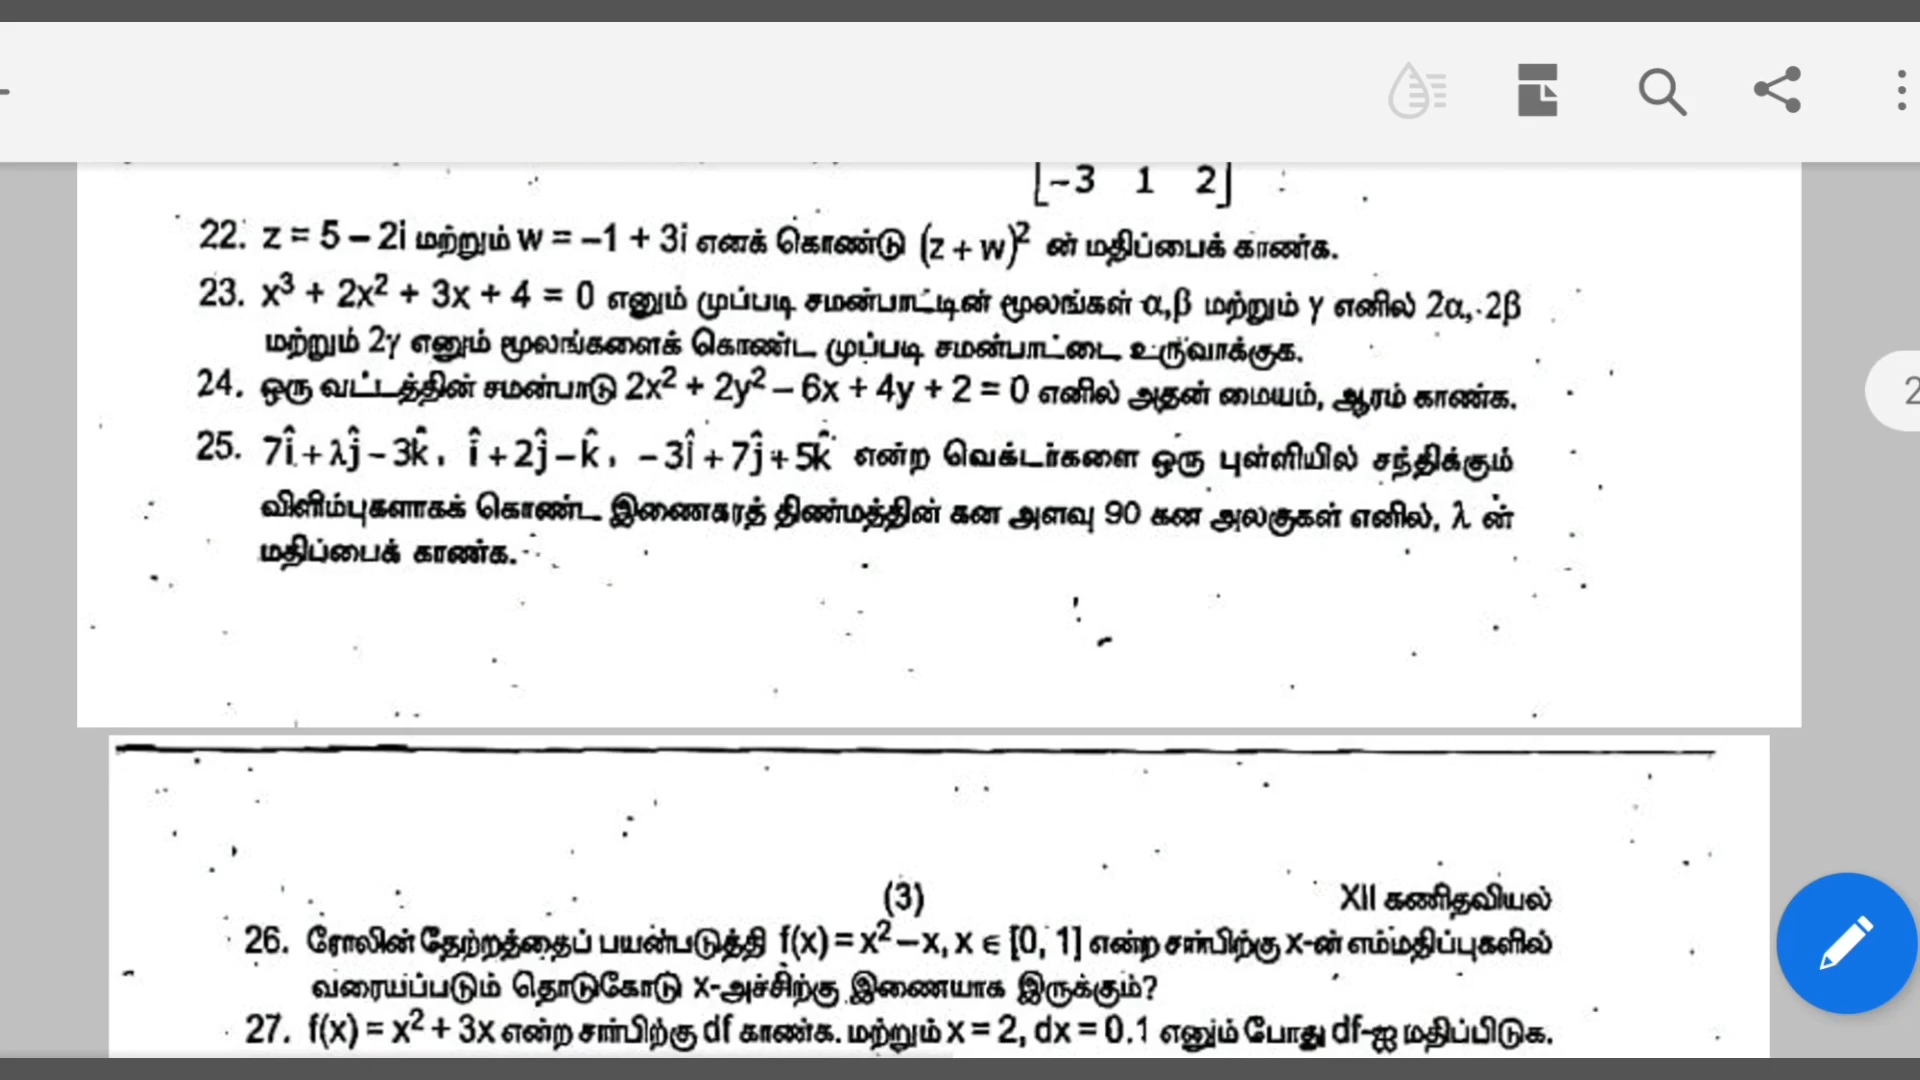 [-3 1 2]
22. z = 5 – 2i மற்றும் w = –1 + 3i எனக் கொண்டு (z + w)² ன் மதிப்பைக் காண்க.
23. x³ + 2x² + 3x + 4 = 0 எனும் முப்படி சமன்பாட்டின் மூலங்கள் α,β மற்றும் γ எனில் 2α, 2β
மற்றும் 2γ எனும் மூலங்களைக் கொண்ட முப்படி சமன்பாட்டை உருவாக்குக.
24. ஒரு வட்டத்தின் சமன்பாடு 2x² + 2y² – 6x + 4y + 2 = 0 எனில் அதன் மையம், ஆரம் காண்க.
25. 7î + λĵ – 3k̂, î + 2ĵ – k̂, –3î + 7ĵ + 5k̂ என்ற வெக்டர்களை ஒரு புள்ளியில் சந்திக்கும்
விளிம்புகளாகக் கொண்ட இணைகரத் திண்மத்தின் கன அளவு 90 கன அலகுகள் எனில், λ ன்
மதிப்பைக் காண்க.
2
(3) XII கணிதவியல்
26. ரோலின் தேற்றத்தைப் பயன்படுத்தி f(x) = x² – x, x ∈ [0, 1] என்ற சார்பிற்கு x-ன் எம்மதிப்புகளில்
வரையப்படும் தொடுகோடு x-அச்சிற்கு இணையாக இருக்கும்?
27. f(x) = x² + 3x என்ற சார்பிற்கு df காண்க. மற்றும் x = 2, dx = 0.1 எனும் போது df-ஐ மதிப்பிடுக.